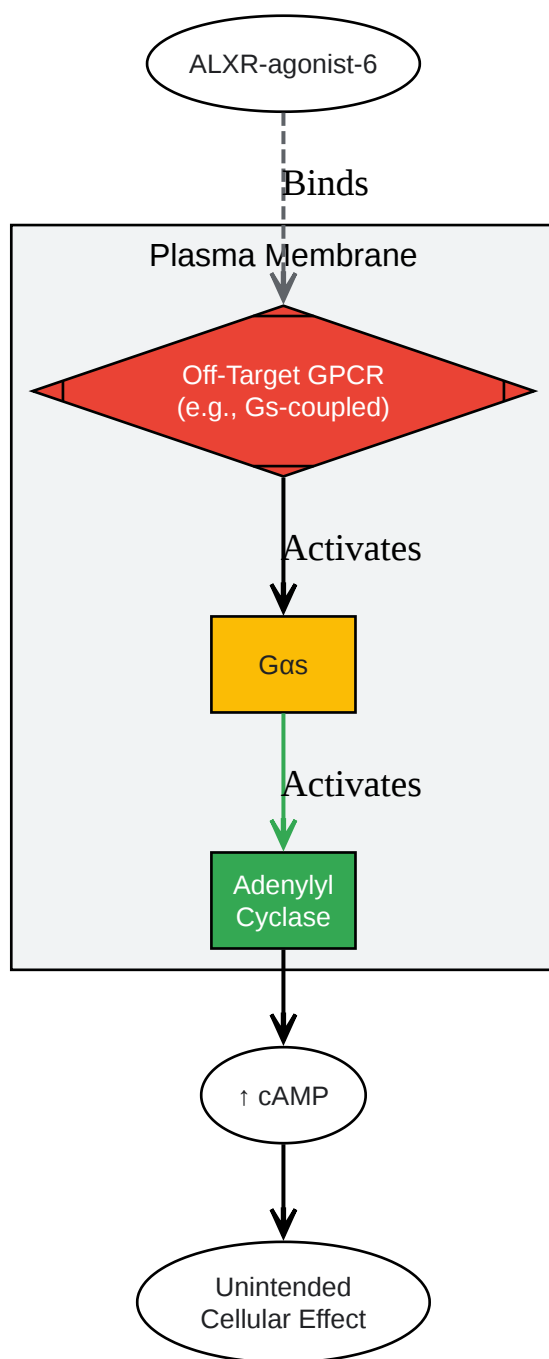 ALXR-agonist-6
Binds
Plasma Membrane
Off-Target GPCR
(e.g., Gs-coupled)
Activates
Gαs
Activates
Adenylyl
Cyclase
↑ cAMP
Unintended
Cellular Effect